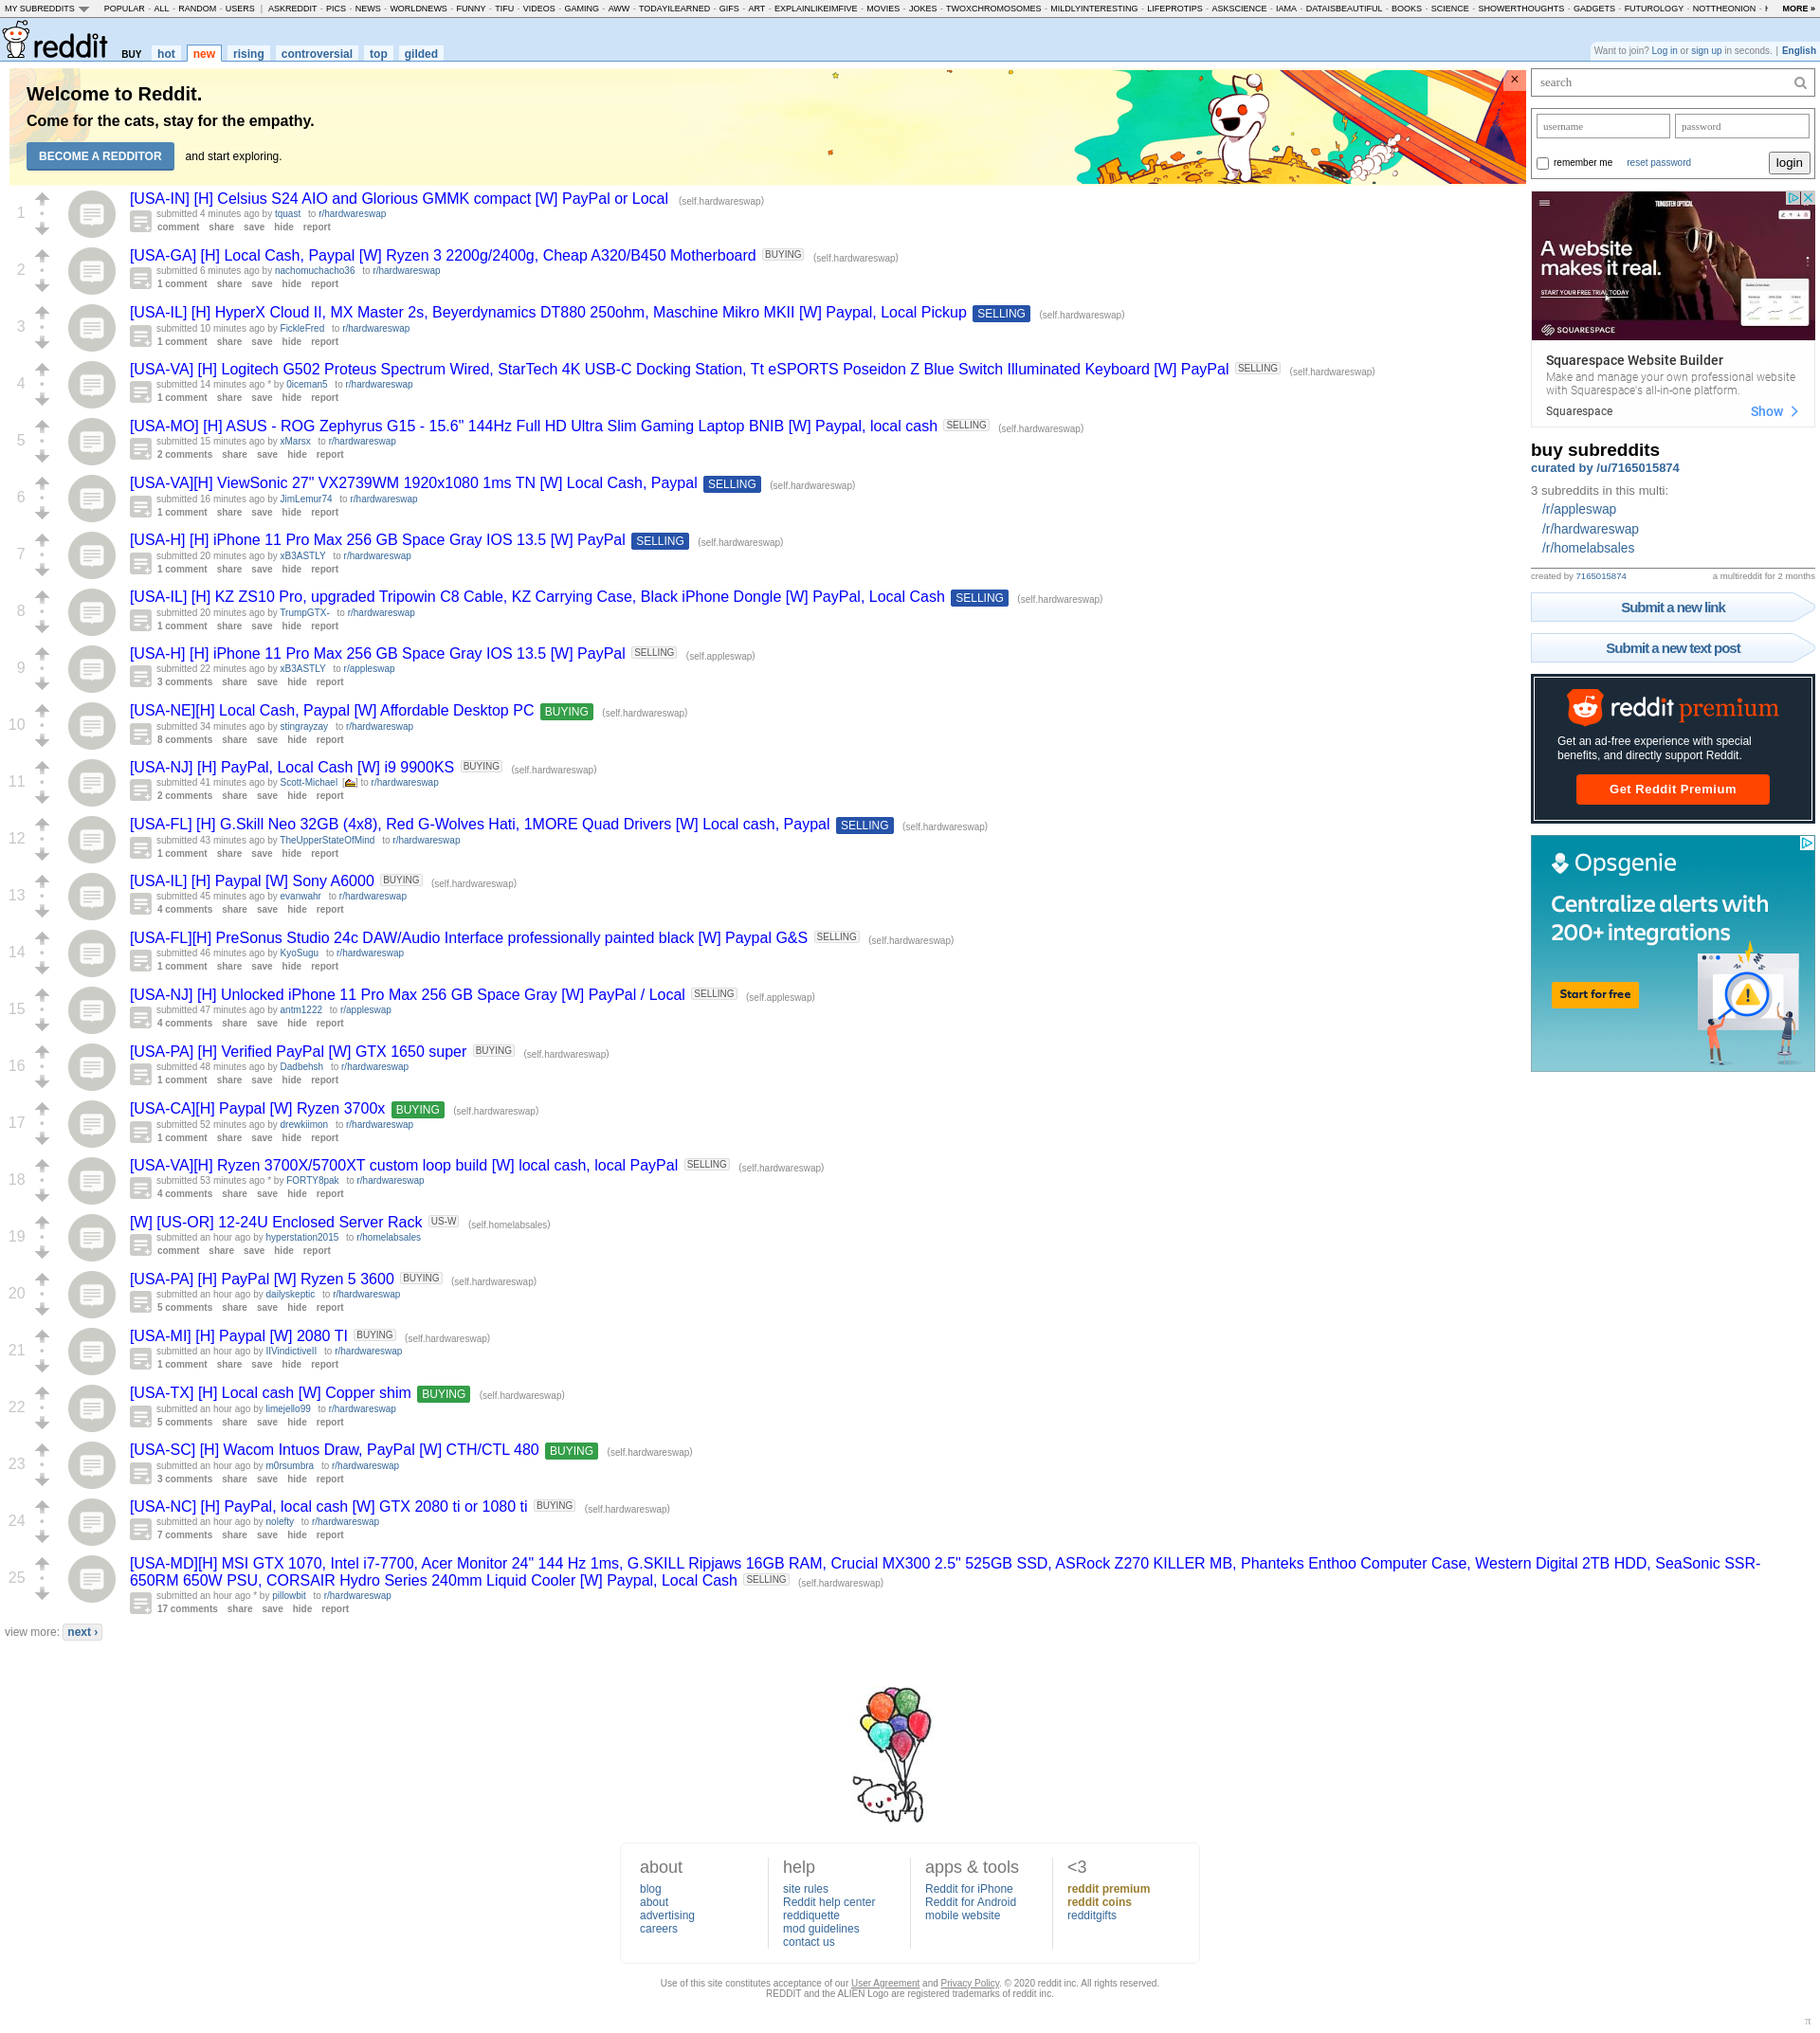 MY SUBREDDITS POPULAR - ALL - RANDOM - USERS | ASKREDDIT - PICS - NEWS - WORLDNEWS - FUNNY - TIFU - VIDEOS - GAMING - AWW - TODAYILEARNED - GIFS - ART - EXPLAINLIKEIMFIVE - MOVIES - JOKES - TWOXCHROMOSOMES - MILDLYINTERESTING - LIFEPROTIPS - ASKSCIENCE - IAMA - DATAISBEAUTIFUL - BOOKS - SCIENCE - SHOWERTHOUGHTS - GADGETS - FUTUROLOGY - NOTTHEONION - MORE »
reddit BUY hot new rising controversial top gilded
Want to join? Log in or sign up in seconds. | English
Welcome to Reddit.
Come for the cats, stay for the empathy.
BECOME A REDDITOR and start exploring.
×
1
[USA-IN] [H] Celsius S24 AIO and Glorious GMMK compact [W] PayPal or Local (self.hardwareswap)
submitted 4 minutes ago by tquast to r/hardwareswap
comment share save hide report
2
[USA-GA] [H] Local Cash, Paypal [W] Ryzen 3 2200g/2400g, Cheap A320/B450 Motherboard BUYING (self.hardwareswap)
submitted 6 minutes ago by nachomuchacho36 to r/hardwareswap
1 comment share save hide report
3
[USA-IL] [H] HyperX Cloud II, MX Master 2s, Beyerdynamics DT880 250ohm, Maschine Mikro MKII [W] Paypal, Local Pickup SELLING (self.hardwareswap)
submitted 10 minutes ago by FickleFred to r/hardwareswap
1 comment share save hide report
4
[USA-VA] [H] Logitech G502 Proteus Spectrum Wired, StarTech 4K USB-C Docking Station, Tt eSPORTS Poseidon Z Blue Switch Illuminated Keyboard [W] PayPal SELLING (self.hardwareswap)
submitted 14 minutes ago * by 0iceman5 to r/hardwareswap
1 comment share save hide report
5
[USA-MO] [H] ASUS - ROG Zephyrus G15 - 15.6" 144Hz Full HD Ultra Slim Gaming Laptop BNIB [W] Paypal, local cash SELLING (self.hardwareswap)
submitted 15 minutes ago by xMarsx to r/hardwareswap
2 comments share save hide report
6
[USA-VA][H] ViewSonic 27" VX2739WM 1920x1080 1ms TN [W] Local Cash, Paypal SELLING (self.hardwareswap)
submitted 16 minutes ago by JimLemur74 to r/hardwareswap
1 comment share save hide report
7
[USA-H] [H] iPhone 11 Pro Max 256 GB Space Gray IOS 13.5 [W] PayPal SELLING (self.hardwareswap)
submitted 20 minutes ago by xB3ASTLY to r/hardwareswap
1 comment share save hide report
8
[USA-IL] [H] KZ ZS10 Pro, upgraded Tripowin C8 Cable, KZ Carrying Case, Black iPhone Dongle [W] PayPal, Local Cash SELLING (self.hardwareswap)
submitted 20 minutes ago by TrumpGTX- to r/hardwareswap
1 comment share save hide report
9
[USA-H] [H] iPhone 11 Pro Max 256 GB Space Gray IOS 13.5 [W] PayPal SELLING (self.appleswap)
submitted 22 minutes ago by xB3ASTLY to r/appleswap
3 comments share save hide report
10
[USA-NE][H] Local Cash, Paypal [W] Affordable Desktop PC BUYING (self.hardwareswap)
submitted 34 minutes ago by stingrayzay to r/hardwareswap
8 comments share save hide report
11
[USA-NJ] [H] PayPal, Local Cash [W] i9 9900KS BUYING (self.hardwareswap)
submitted 41 minutes ago by Scott-Michael [] to r/hardwareswap
2 comments share save hide report
12
[USA-FL] [H] G.Skill Neo 32GB (4x8), Red G-Wolves Hati, 1MORE Quad Drivers [W] Local cash, Paypal SELLING (self.hardwareswap)
submitted 43 minutes ago by TheUpperStateOfMind to r/hardwareswap
1 comment share save hide report
13
[USA-IL] [H] Paypal [W] Sony A6000 BUYING (self.hardwareswap)
submitted 45 minutes ago by evanwahr to r/hardwareswap
4 comments share save hide report
14
[USA-FL][H] PreSonus Studio 24c DAW/Audio Interface professionally painted black [W] Paypal G&S SELLING (self.hardwareswap)
submitted 46 minutes ago by KyoSugu to r/hardwareswap
1 comment share save hide report
15
[USA-NJ] [H] Unlocked iPhone 11 Pro Max 256 GB Space Gray [W] PayPal / Local SELLING (self.appleswap)
submitted 47 minutes ago by antm1222 to r/appleswap
4 comments share save hide report
16
[USA-PA] [H] Verified PayPal [W] GTX 1650 super BUYING (self.hardwareswap)
submitted 48 minutes ago by Dadbehsh to r/hardwareswap
1 comment share save hide report
17
[USA-CA][H] Paypal [W] Ryzen 3700x BUYING (self.hardwareswap)
submitted 52 minutes ago by drewkiimon to r/hardwareswap
1 comment share save hide report
18
[USA-VA][H] Ryzen 3700X/5700XT custom loop build [W] local cash, local PayPal SELLING (self.hardwareswap)
submitted 53 minutes ago * by FORTY8pak to r/hardwareswap
4 comments share save hide report
19
[W] [US-OR] 12-24U Enclosed Server Rack US-W (self.homelabsales)
submitted an hour ago by hyperstation2015 to r/homelabsales
comment share save hide report
20
[USA-PA] [H] PayPal [W] Ryzen 5 3600 BUYING (self.hardwareswap)
submitted an hour ago by dailyskeptic to r/hardwareswap
5 comments share save hide report
21
[USA-MI] [H] Paypal [W] 2080 TI BUYING (self.hardwareswap)
submitted an hour ago by IIVindictiveII to r/hardwareswap
1 comment share save hide report
22
[USA-TX] [H] Local cash [W] Copper shim BUYING (self.hardwareswap)
submitted an hour ago by limejello99 to r/hardwareswap
5 comments share save hide report
23
[USA-SC] [H] Wacom Intuos Draw, PayPal [W] CTH/CTL 480 BUYING (self.hardwareswap)
submitted an hour ago by m0rsumbra to r/hardwareswap
3 comments share save hide report
24
[USA-NC] [H] PayPal, local cash [W] GTX 2080 ti or 1080 ti BUYING (self.hardwareswap)
submitted an hour ago by nolefty to r/hardwareswap
7 comments share save hide report
25
[USA-MD][H] MSI GTX 1070, Intel i7-7700, Acer Monitor 24" 144 Hz 1ms, G.SKILL Ripjaws 16GB RAM, Crucial MX300 2.5" 525GB SSD, ASRock Z270 KILLER MB, Phanteks Enthoo Computer Case, Western Digital 2TB HDD, SeaSonic SSR-
650RM 650W PSU, CORSAIR Hydro Series 240mm Liquid Cooler [W] Paypal, Local Cash SELLING (self.hardwareswap)
submitted an hour ago * by pillowbit to r/hardwareswap
17 comments share save hide report
view more: next ›
search
username password
remember me reset password login
TUNGSTEN OPTICAL
A website
makes it real.
START YOUR FREE TRIAL TODAY
SQUARESPACE
Squarespace Website Builder
Make and manage your own professional website
with Squarespace's all-in-one platform.
Squarespace Show
buy subreddits
curated by /u/7165015874
3 subreddits in this multi:
/r/appleswap
/r/hardwareswap
/r/homelabsales
created by 7165015874 a multireddit for 2 months
Submit a new link
Submit a new text post
reddit premium
Get an ad-free experience with special
benefits, and directly support Reddit.
Get Reddit Premium
Opsgenie
Centralize alerts with
200+ integrations
Start for free
about
blog
about
advertising
careers
help
site rules
Reddit help center
reddiquette
mod guidelines
contact us
apps & tools
Reddit for iPhone
Reddit for Android
mobile website
<3
reddit premium
reddit coins
redditgifts
Use of this site constitutes acceptance of our User Agreement and Privacy Policy. © 2020 reddit inc. All rights reserved.
REDDIT and the ALIEN Logo are registered trademarks of reddit inc.
π